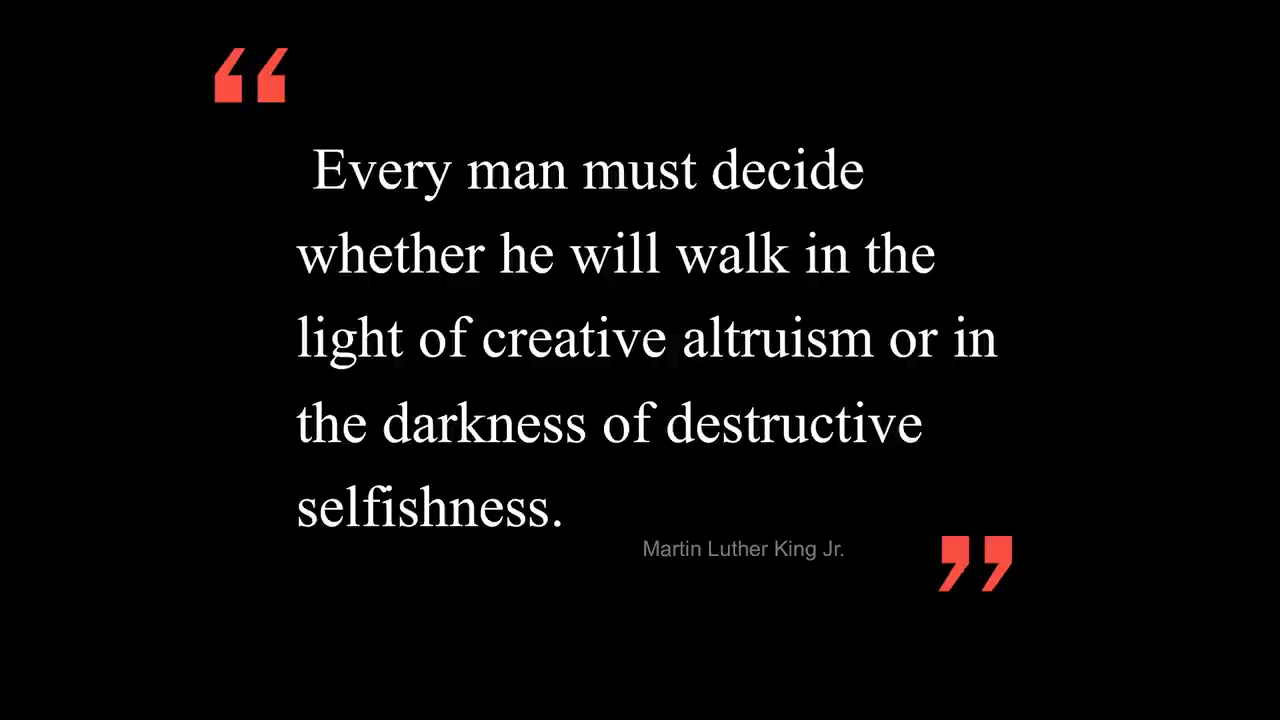 “
Every man must decide
whether he will walk in the
light of creative altruism or in
the darkness of destructive
selfishness.
Martin Luther King Jr.
”